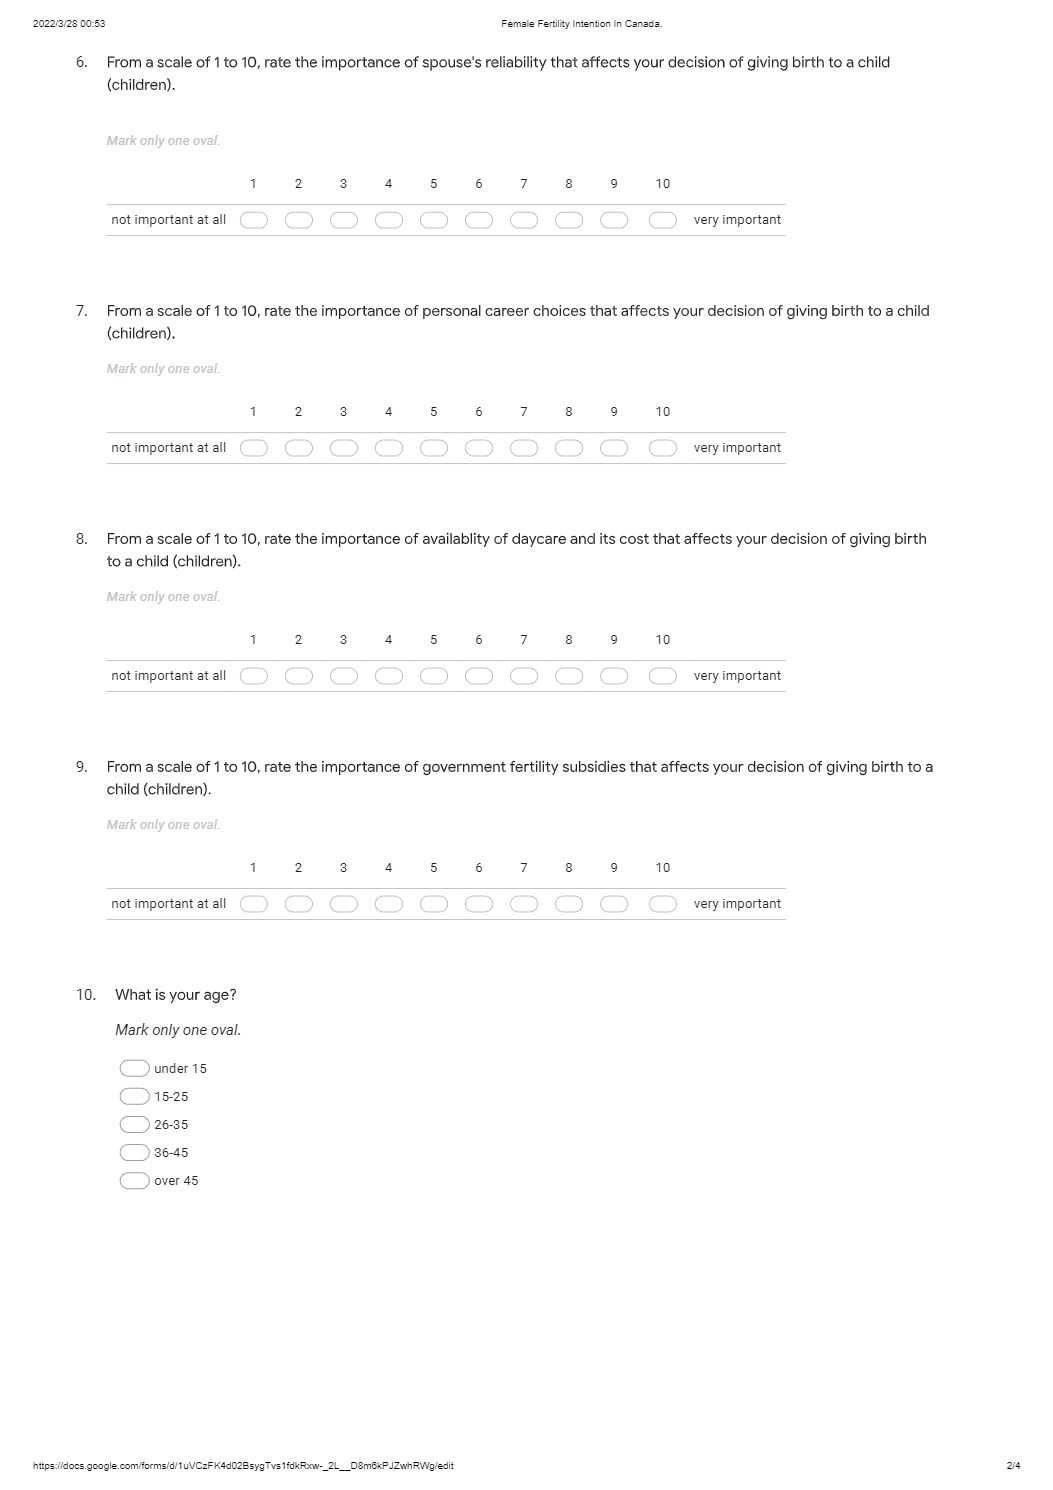 2022/3/28 00:53 Female Fertility Intention In Canada.
6. From a scale of 1 to 10, rate the importance of spouse's reliability that affects your decision of giving birth to a child
(children).
Mark only one oval.
1 2 3 4 5 6 7 8 9 10
not important at all very important
7. From a scale of 1 to 10, rate the importance of personal career choices that affects your decision of giving birth to a child
(children).
Mark only one oval.
1 2 3 4 5 6 7 8 9 10
not important at all very important
8. From a scale of 1 to 10, rate the importance of availablity of daycare and its cost that affects your decision of giving birth
to a child (children).
Mark only one oval.
1 2 3 4 5 6 7 8 9 10
not important at all very important
9. From a scale of 1 to 10, rate the importance of government fertility subsidies that affects your decision of giving birth to a
child (children).
Mark only one oval.
1 2 3 4 5 6 7 8 9 10
not important at all very important
10. What is your age?
Mark only one oval.
under 15
15-25
26-35
36-45
over 45
https://docs.google.com/forms/d/1uVCzFK4d02BsygTvs1fdkRxw-_2L__D8m6kPJZwhRWg/edit 2/4